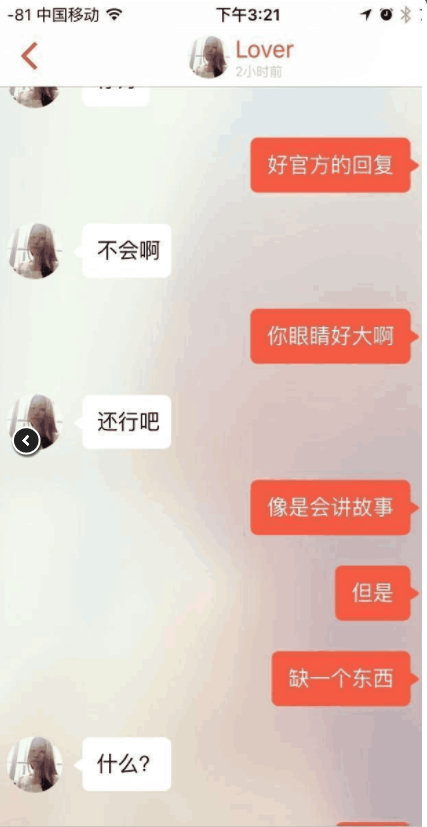 -81 中国移动 下午3:21
Lover
2小时前
好官方的回复
不会啊
你眼睛好大啊
还行吧
像是会讲故事
但是
缺一个东西
什么?